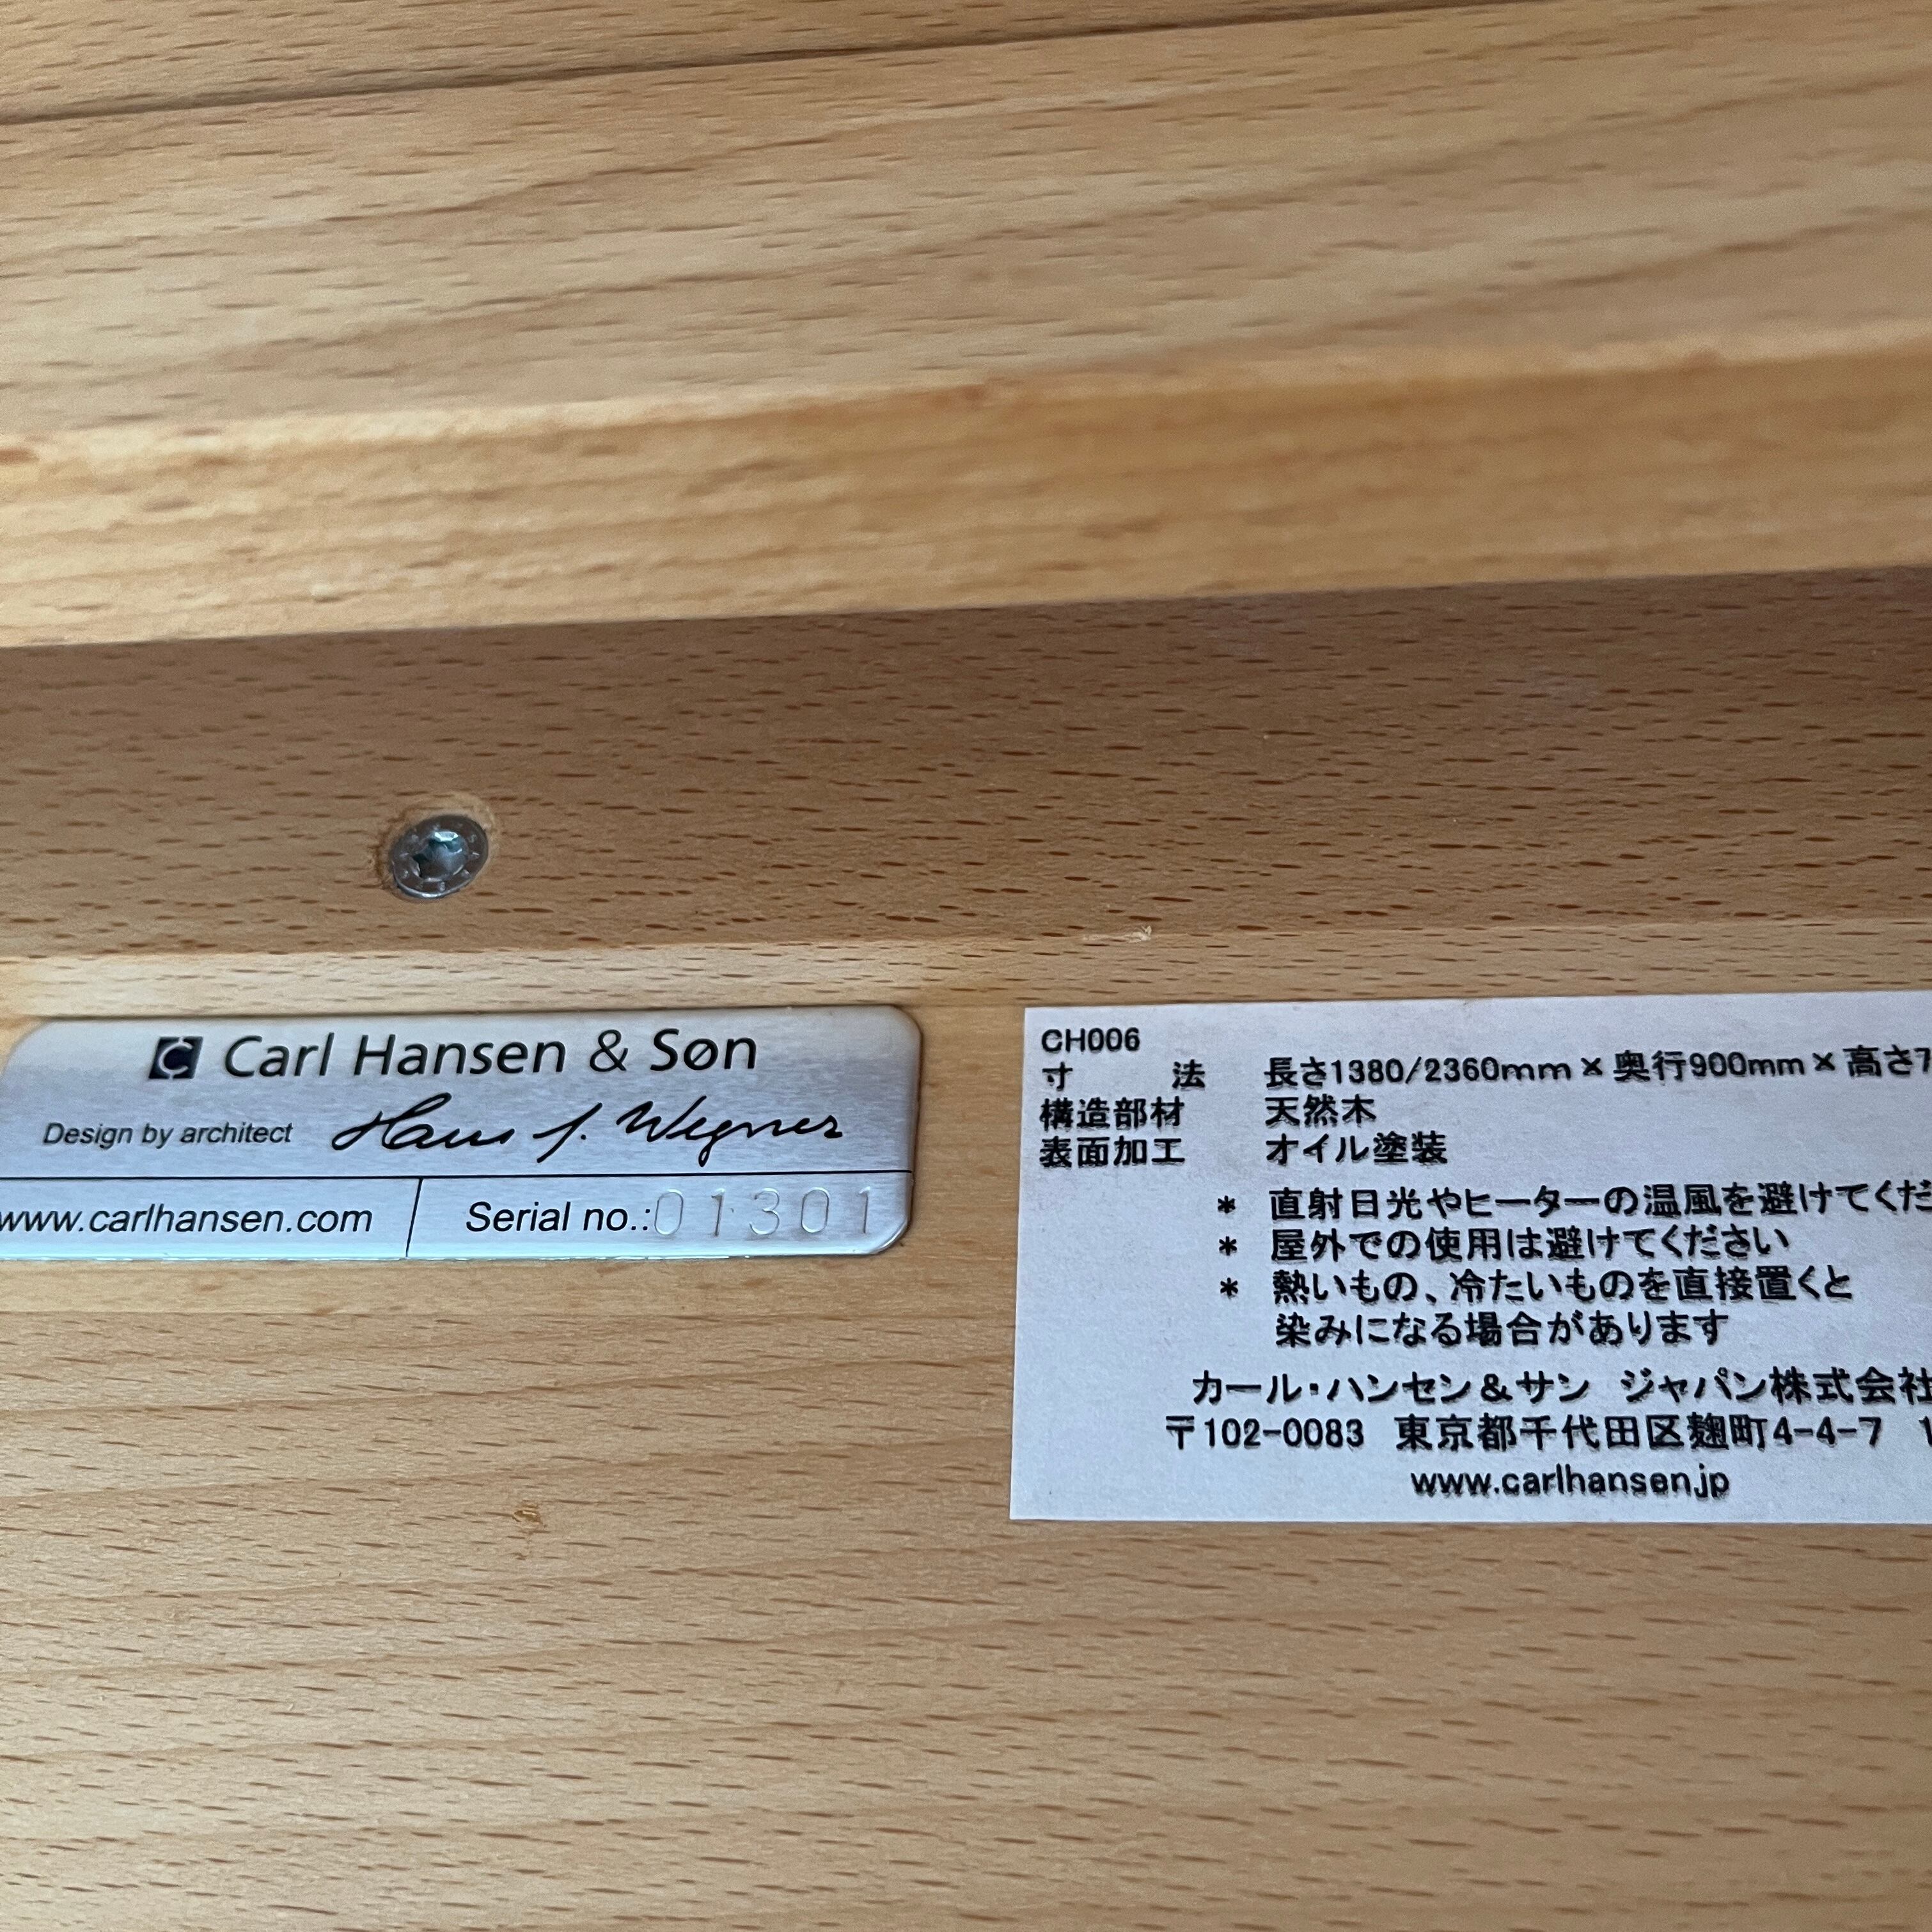 Carl Hansen & Søn
Design by architect Hans J. Wegner
www.carlhansen.com
Serial no.: 01301
CH006
寸 法 長さ1380/2360mm×奥行900mm×高さ7
構造部材 天然木
表面加工 オイル塗装
* 直射日光やヒーターの温風を避けてくだ
* 屋外での使用は避けてください
* 熱いもの、冷たいものを直接置くと
染みになる場合があります
カール・ハンセン&サン ジャパン株式会社
〒102-0083 東京都千代田区麹町4-4-7 1
www.carlhansen.jp